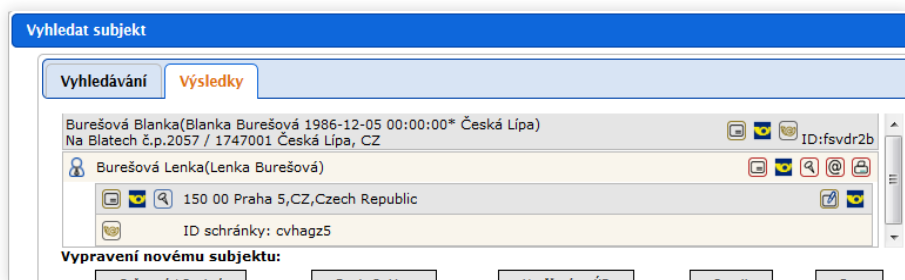 Vyhledat subjekt
Vyhledávání Výsledky
Burešová Blanka(Blanka Burešová 1986-12-05 00:00:00* Česká Lípa)
Na Blatech č.p.2057 / 1747001 Česká Lípa, CZ ID:fsvdr2b
Burešová Lenka(Lenka Burešová)
150 00 Praha 5,CZ,Czech Republic
ID schránky: cvhagz5
Vypravení novému subjektu: